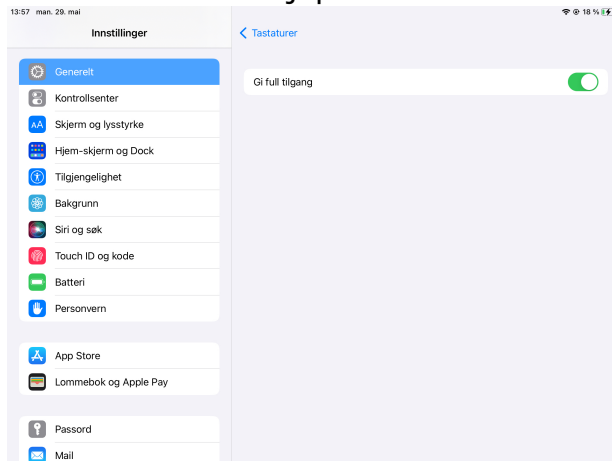 13:57 man. 29. mai
18 %
Innstillinger
Tastaturer
Generelt
Gi full tilgang
Kontrollsenter
AA
Skjerm og lysstyrke
Hjem-skjerm og Dock
Tilgjengelighet
Bakgrunn
Siri og søk
Touch ID og kode
Batteri
Personvern
App Store
Lommebok og Apple Pay
Passord
Mail